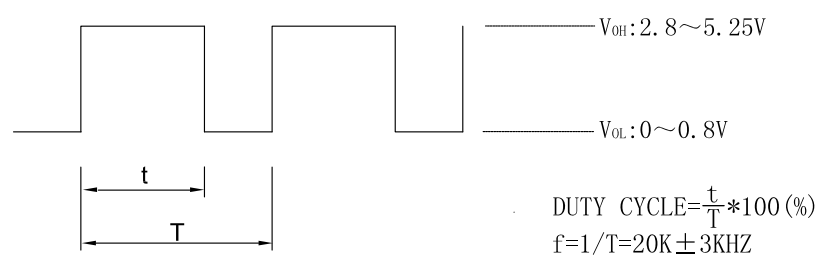 VOH:2.8～5.25V
VOL:0～0.8V
t
T
DUTY CYCLE=t/T*100(%)
f=1/T=20K±3KHZ